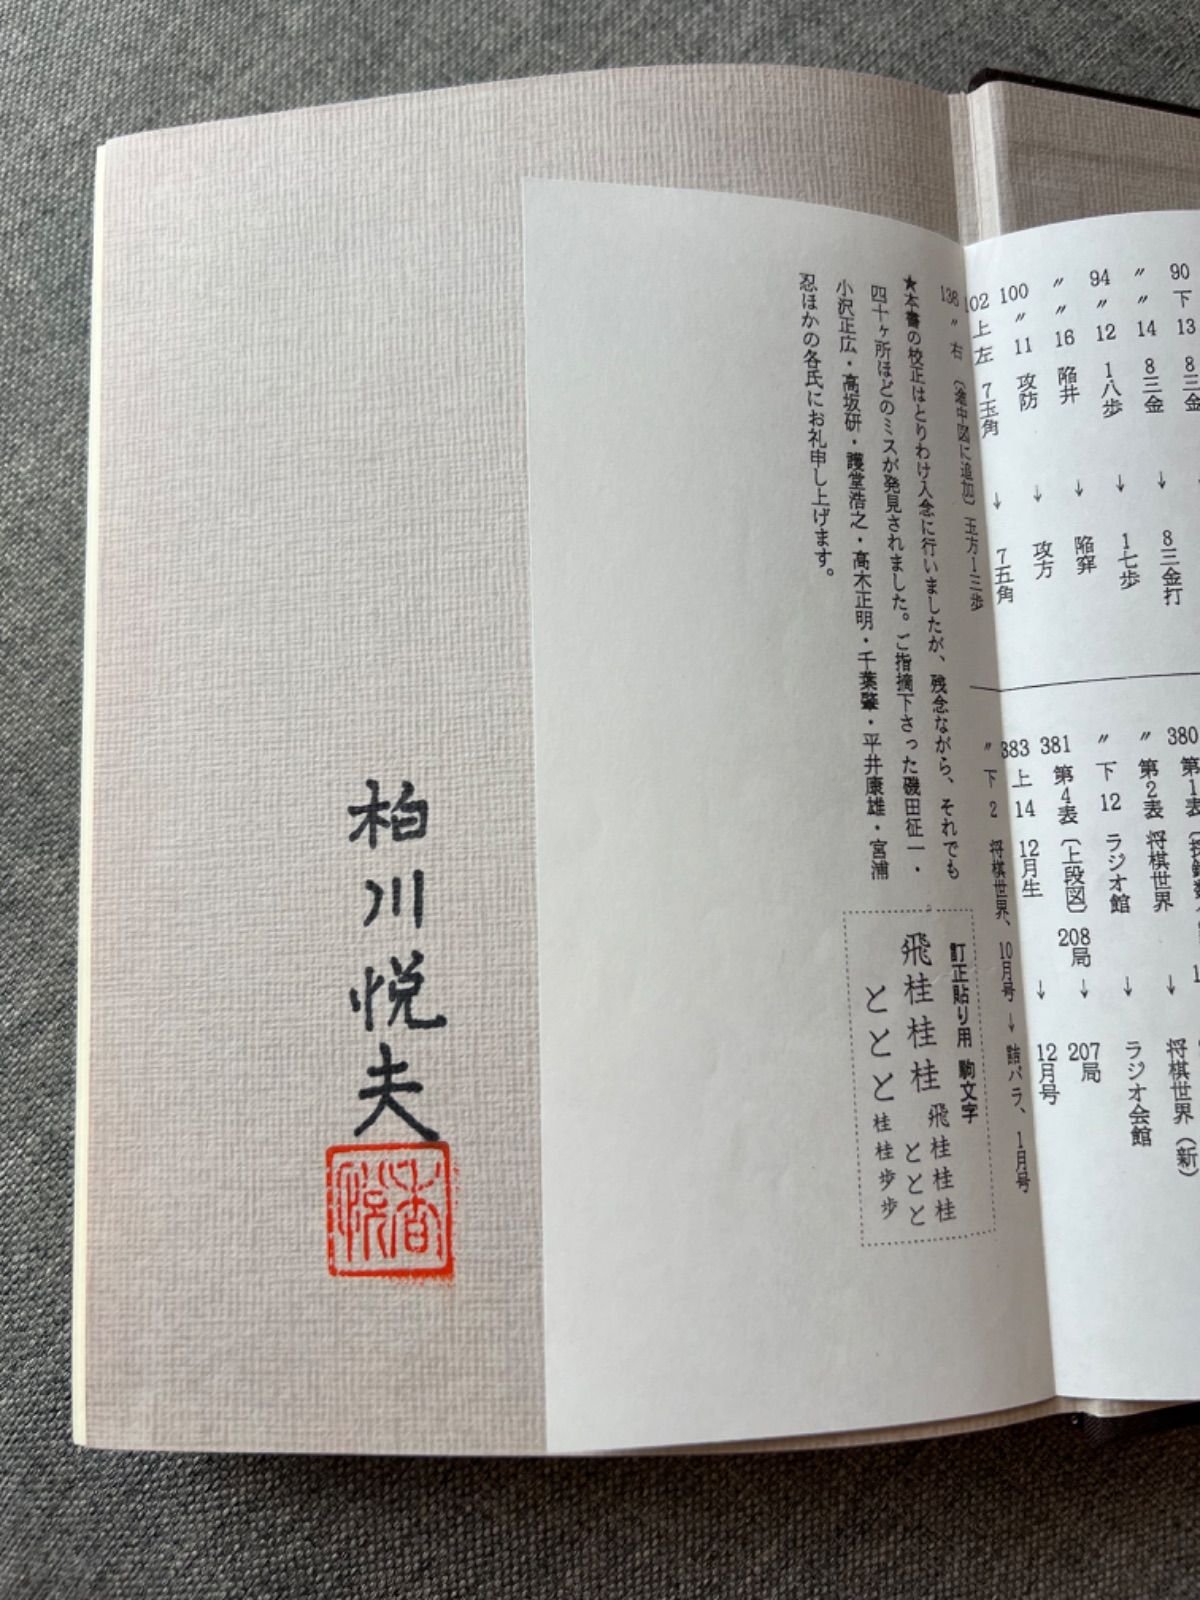 90 下 13 8三金 → 8三金打
〃 〃 14 8三金
94 〃 12 1八歩 → 1七歩
〃 〃 16 陥井 → 陥穽
100 〃 11 攻防 → 攻方
102 上左 7玉角 → 7五角
136 〃 右 〔途中図に追加〕 玉方1三歩
★本書の校正はとりわけ入念に行いましたが、残念ながら、それでも
四十ヶ所ほどのミスが発見されました。ご指摘下さった磯田征一・
小沢正広・高坂研・護堂浩之・高木正明・千葉肇・平井康雄・宮浦
忍ほかの各氏にお礼申し上げます。
380 第1表
〃 第2表 将棋世界 → 将棋世界(新)
〃 下 12 ラジオ館 → ラジオ会館
381 第4表〔上段図〕 208局 → 207局
383 上 14 12月生 → 12月号
〃 下 2 将棋世界、10月号 → 詰パラ、1月号
訂正貼り用 駒文字
飛桂桂桂 飛桂桂桂
ととと ととと
桂桂歩歩
柏川悦夫
香悦